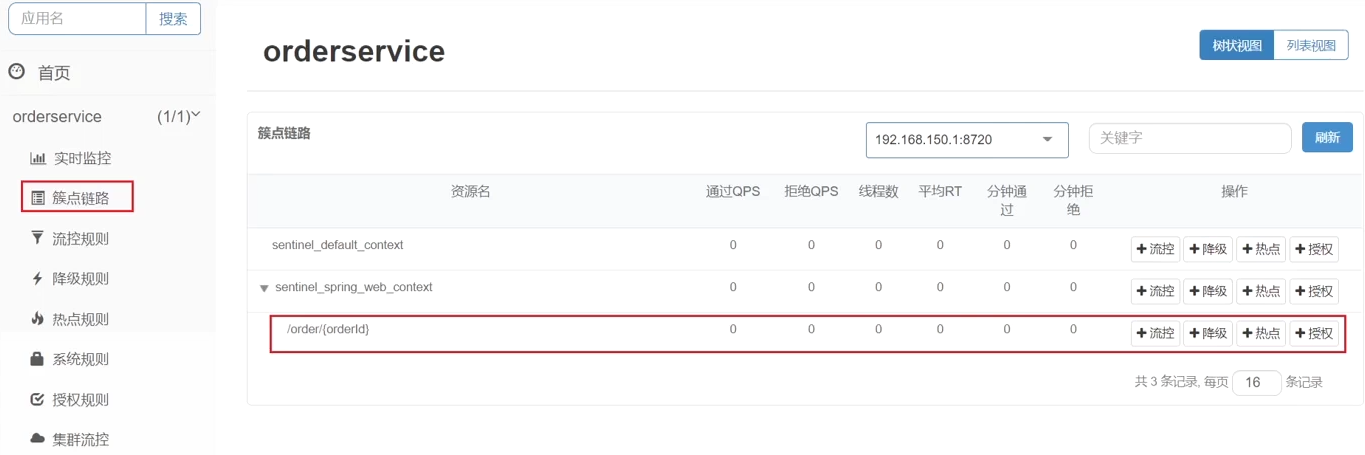 应用名 搜索
首页
orderservice (1/1)
实时监控
簇点链路
流控规则
降级规则
热点规则
系统规则
授权规则
集群流控
orderservice 树状视图 列表视图
簇点链路 192.168.150.1:8720 关键字 刷新
资源名 通过QPS 拒绝QPS 线程数 平均RT 分钟通过 分钟拒绝 操作
sentinel_default_context 0 0 0 0 0 0 流控 降级 热点 授权
sentinel_spring_web_context 0 0 0 0 0 0 流控 降级 热点 授权
/order/{orderId} 0 0 0 0 0 0 流控 降级 热点 授权
共 3 条记录, 每页 16 条记录